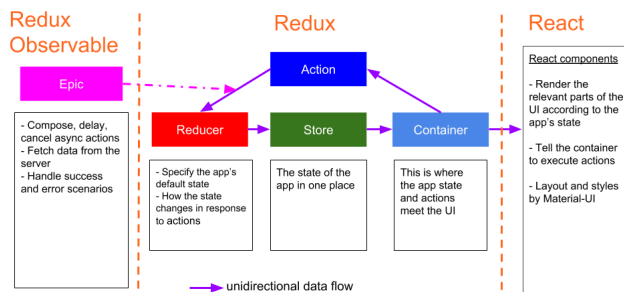 Redux
Observable
Redux
React
Epic
Action
Reducer
Store
Container
- Compose, delay,
cancel async actions
- Fetch data from the
server
- Handle success
and error scenarios
- Specify the app's
default state
- How the state
changes in response
to actions
The state of the
app in one place
This is where
the app state
and actions
meet the UI
React components
- Render the
relevant parts of the
UI according to the
app's state
- Tell the container
to execute actions
- Layout and styles
by Material-UI
unidirectional data flow